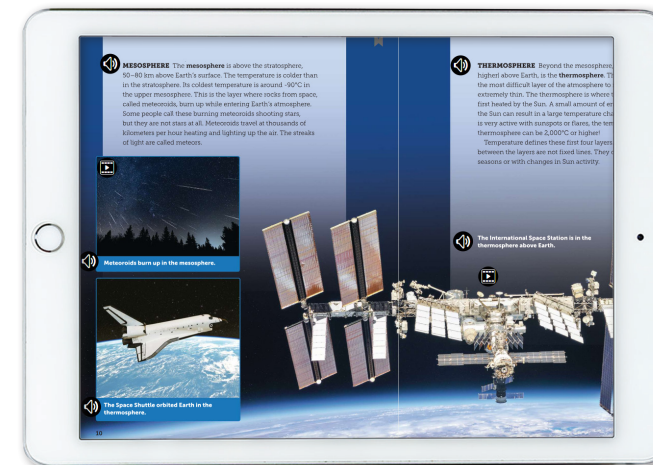 MESOSPHERE The mesosphere is above the stratosphere,
50–80 km above Earth's surface. The temperature is colder than
in the stratosphere. Its coldest temperature is around -90°C in
the upper mesosphere. This is the layer where rocks from space,
called meteoroids, burn up while entering Earth's atmosphere.
Some people call these burning meteoroids shooting stars,
but they are not stars at all. Meteoroids travel at thousands of
kilometers per hour heating and lighting up the air. The streaks
of light are called meteors.
Meteoroids burn up in the mesosphere.
The Space Shuttle orbited Earth in the
thermosphere.
10
THERMOSPHERE Beyond the mesosphere,
higher above Earth, is the thermosphere.
the most difficult layer of the atmosphere to
extremely thin. The thermosphere is where
first heated by the Sun. A small amount of
the Sun can result in a large temperature
is very active with sunspots or flares, the
thermosphere can be 2,000°C or higher!
Temperature defines these first four layers
between the layers are not fixed lines. They
seasons or with changes in Sun activity.
The International Space Station is in the
thermosphere above Earth.